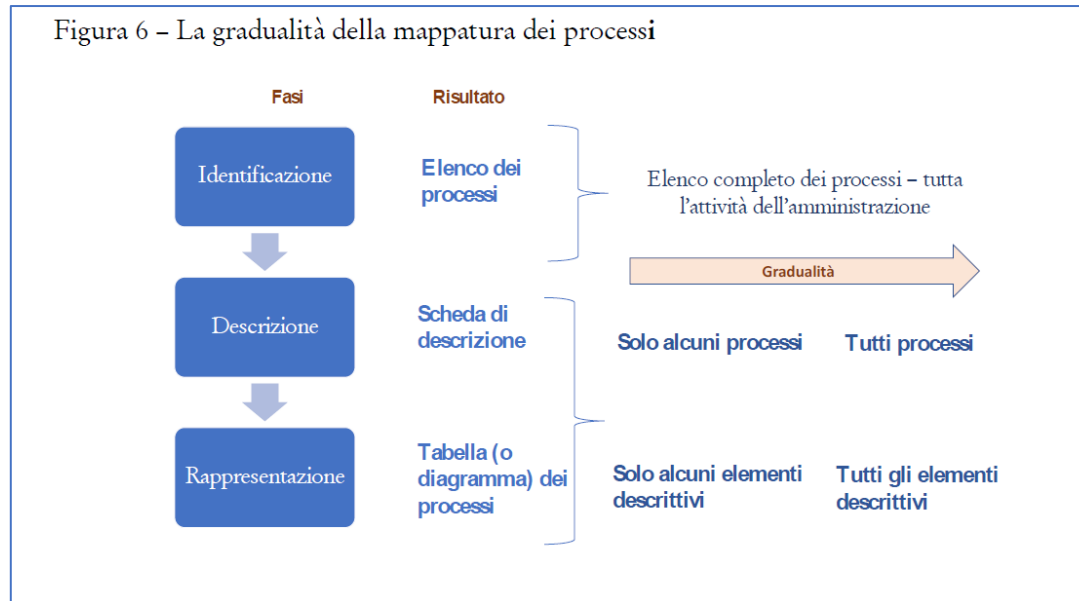 Figura 6 – La gradualità della mappatura dei processi
Fasi
Risultato
Identificazione
Elenco dei
processi
Elenco completo dei processi – tutta
l'attività dell'amministrazione
Gradualità
Descrizione
Scheda di
descrizione
Solo alcuni processi
Tutti processi
Rappresentazione
Tabella (o
diagramma) dei
processi
Solo alcuni elementi
descrittivi
Tutti gli elementi
descrittivi